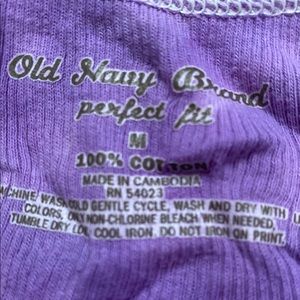 Old Navy Brand
perfect fit
M
100% COTTON
MADE IN CAMBODIA
RN 54023
MACHINE WASH COLD GENTLE CYCLE, WASH AND DRY WITH
COLORS. ONLY NON-CHLORINE BLEACH WHEN NEEDED.
TUMBLE DRY LOW. COOL IRON. DO NOT IRON ON PRINT.